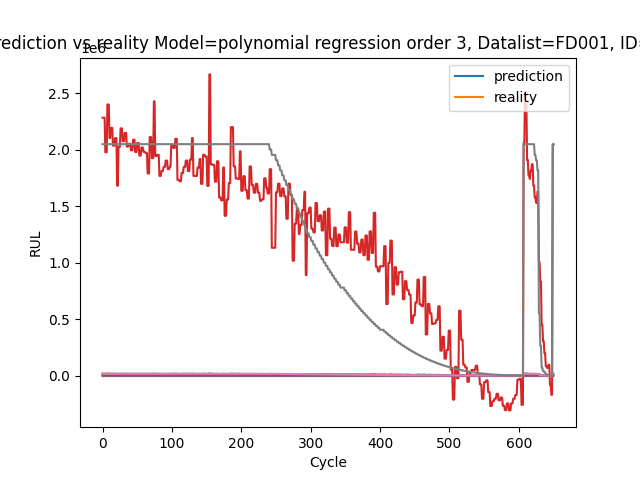 rediction vs reality Model=polynomial regression order 3, Datalist=FD001, ID=
1e6
prediction
reality
2.5
2.0
1.5
1.0
0.5
0.0
RUL
0 100 200 300 400 500 600
Cycle